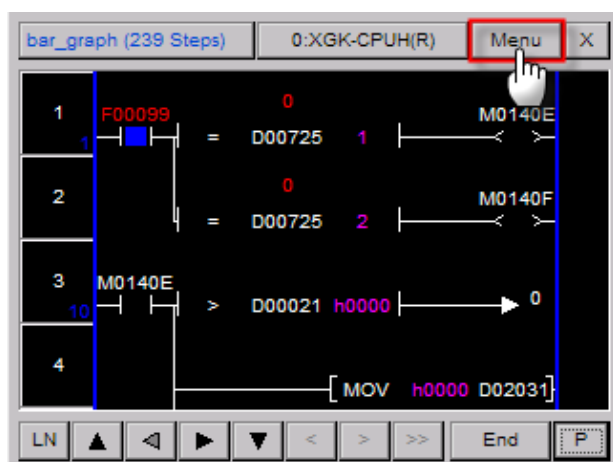 bar_graph (239 Steps) 0:XGK-CPUH(R) Menu X
1 F00099 0 M0140E
1 = D00725 1
2 0 M0140F
= D00725 2
3 M0140E
10 > D00021 h0000 0
4
MOV h0000 D02031
LN < > >> End P